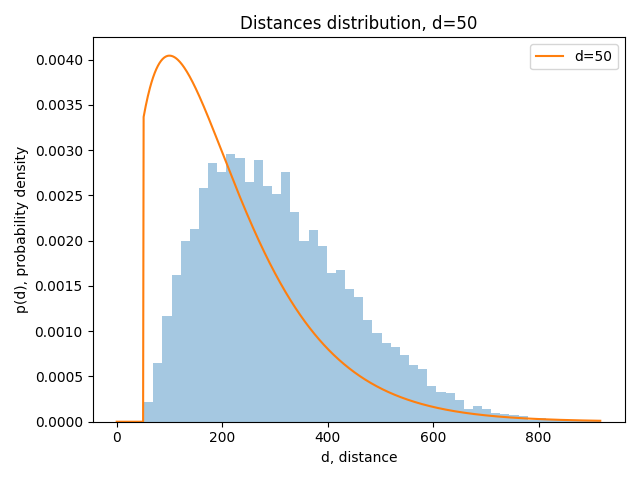 Distances distribution, d=50
d=50
p(d), probability density
0.0040
0.0035
0.0030
0.0025
0.0020
0.0015
0.0010
0.0005
0.0000
0 200 400 600 800
d, distance